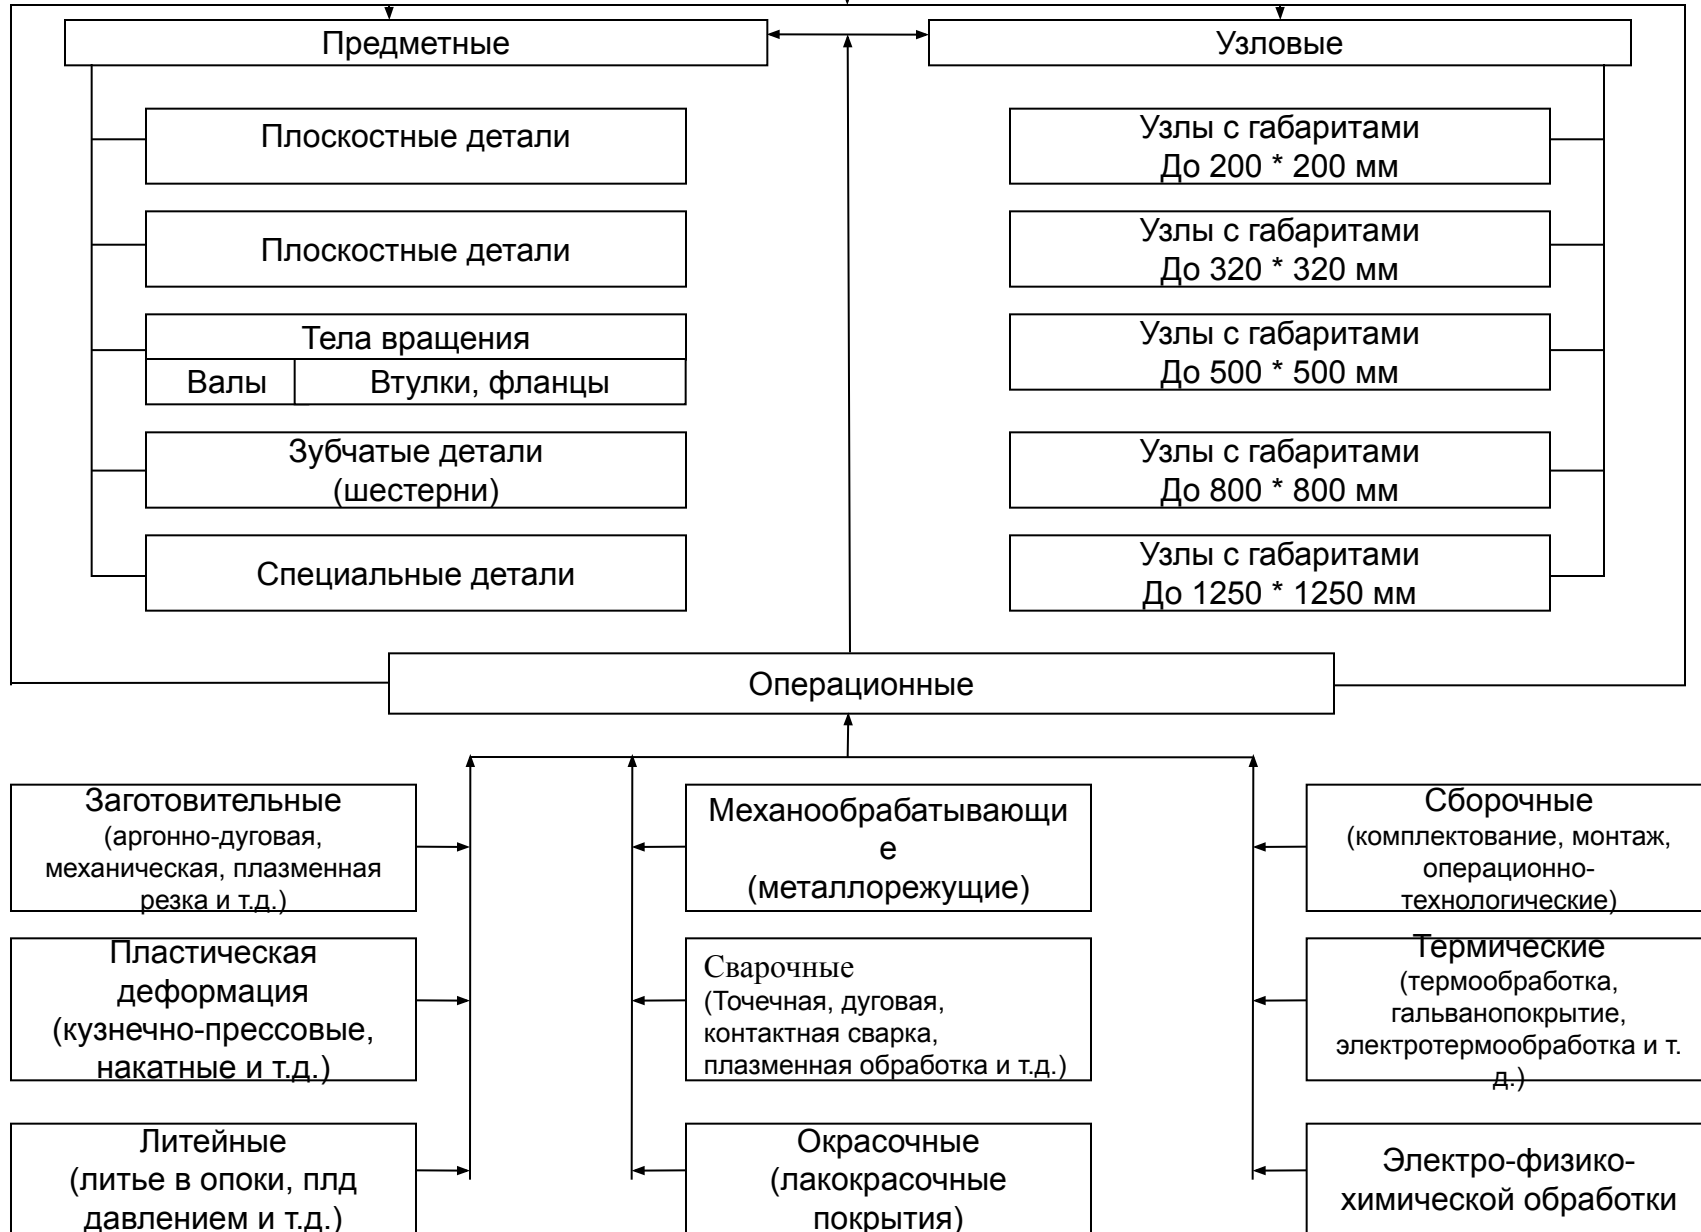 Предметные
Узловые
Плоскостные детали
Плоскостные детали
Тела вращения
Валы
Втулки, фланцы
Зубчатые детали
(шестерни)
Специальные детали
Узлы с габаритами
До 200 * 200 мм
Узлы с габаритами
До 320 * 320 мм
Узлы с габаритами
До 500 * 500 мм
Узлы с габаритами
До 800 * 800 мм
Узлы с габаритами
До 1250 * 1250 мм
Операционные
Заготовительные
(аргонно-дуговая,
механическая, плазменная
резка и т.д.)
Механообрабатывающи
е
(металлорежущие)
Сборочные
(комплектование, монтаж,
операционно-
технологические)
Пластическая
деформация
(кузнечно-прессовые,
накатные и т.д.)
Сварочные
(Точечная, дуговая,
контактная сварка,
плазменная обработка и т.д.)
Термические
(термообработка,
гальванопокрытие,
электротермообработка и т.
д.)
Литейные
(литье в опоки, плд
давлением и т.д.)
Окрасочные
(лакокрасочные
покрытия)
Электро-физико-
химической обработки